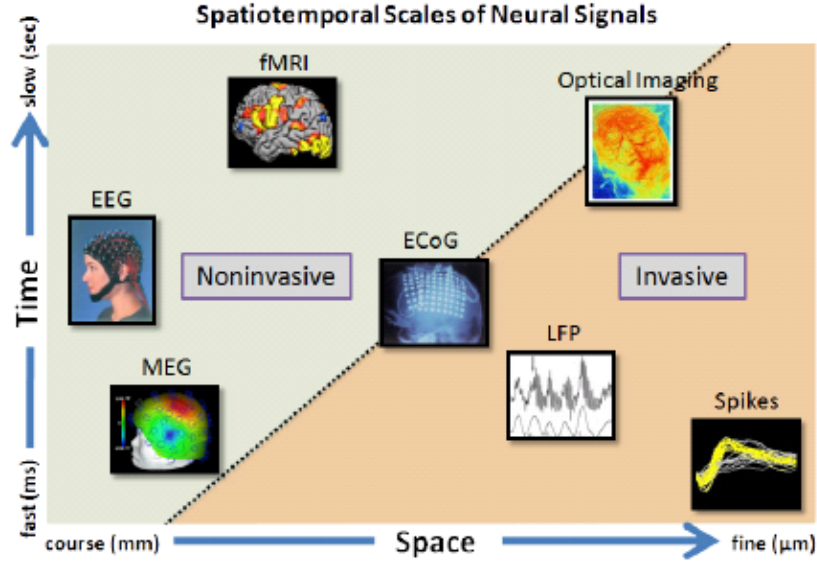 Spatiotemporal Scales of Neural Signals
slow (sec)
Time
fast (ms)
fMRI
Optical Imaging
EEG
ECoG
Noninvasive
Invasive
MEG
LFP
Spikes
course (mm)
Space
fine (μm)